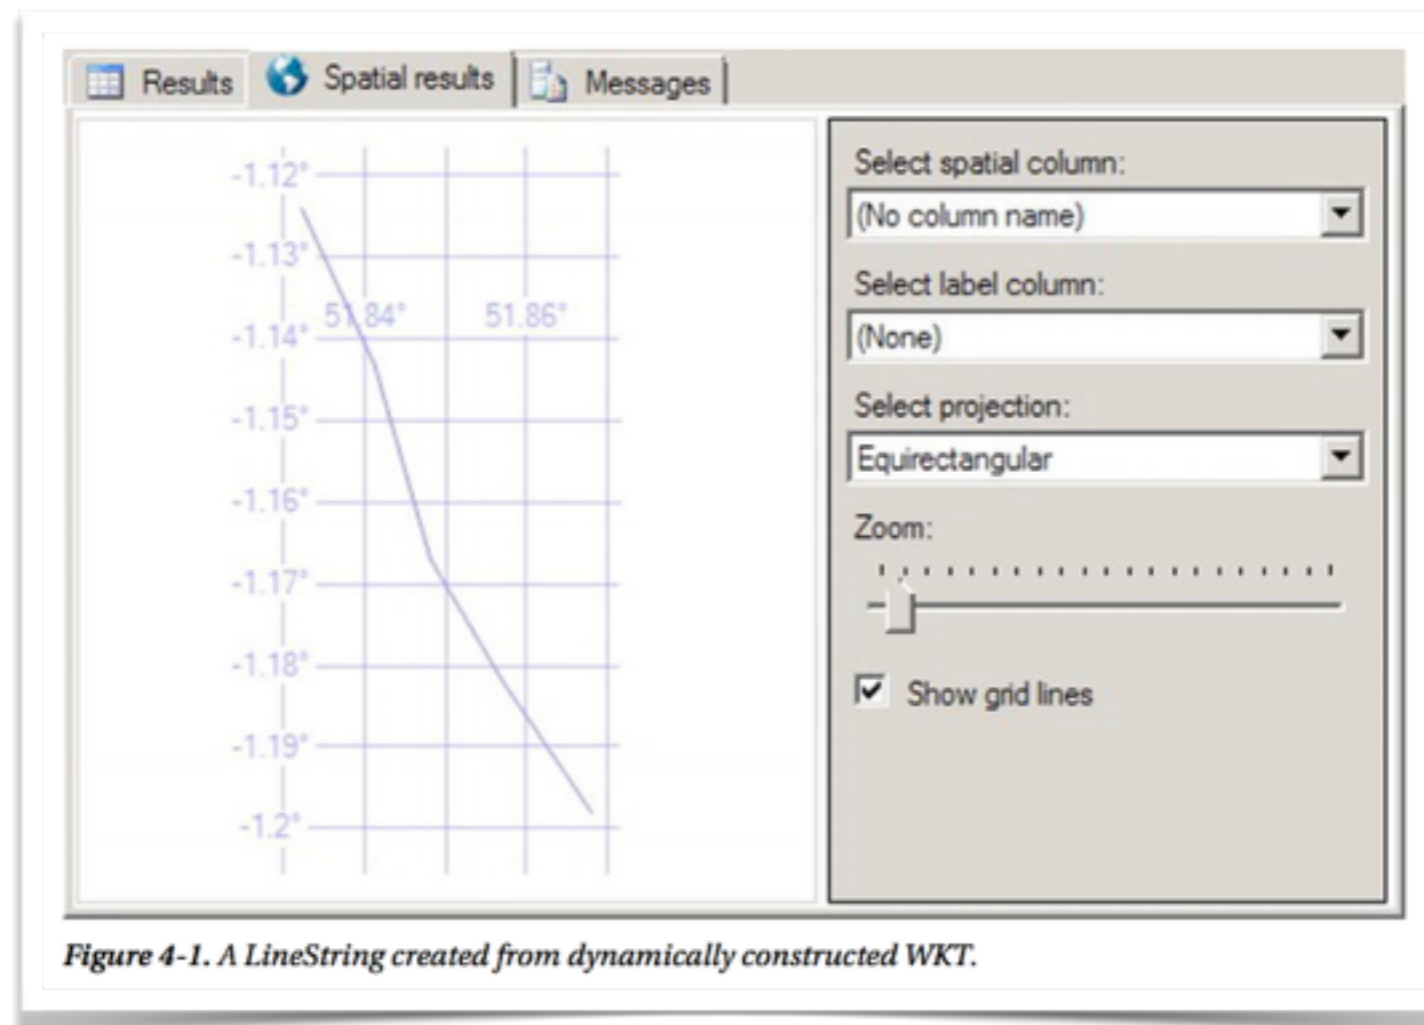 Results Spatial results Messages
-1.12°
-1.13°
51.84° 51.86°
-1.14°
-1.15°
-1.16°
-1.17°
-1.18°
-1.19°
-1.2°
Select spatial column:
(No column name)
Select label column:
(None)
Select projection:
Equirectangular
Zoom:
Show grid lines
Figure 4-1. A LineString created from dynamically constructed WKT.